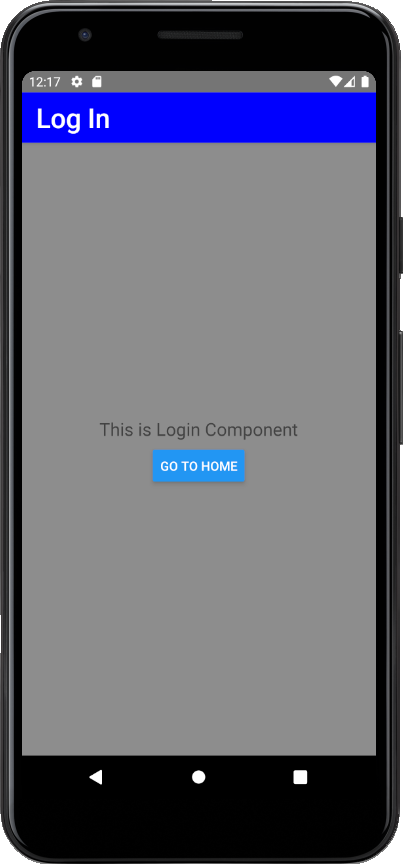 12:17
Log In
This is Login Component
GO TO HOME